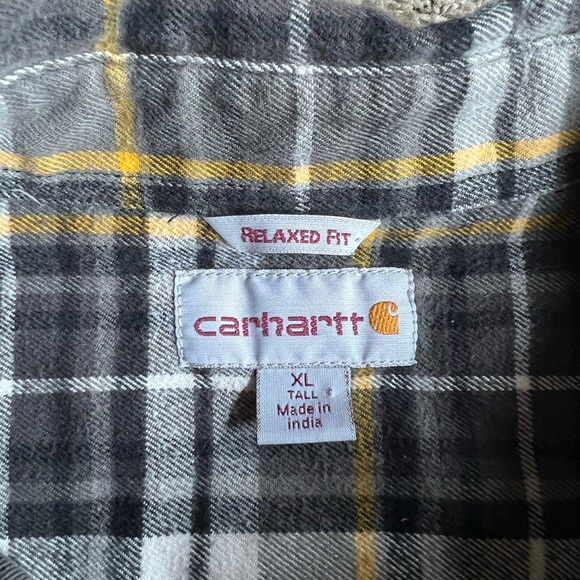 RELAXED FIT
carhartt
XL
TALL
Made in
india